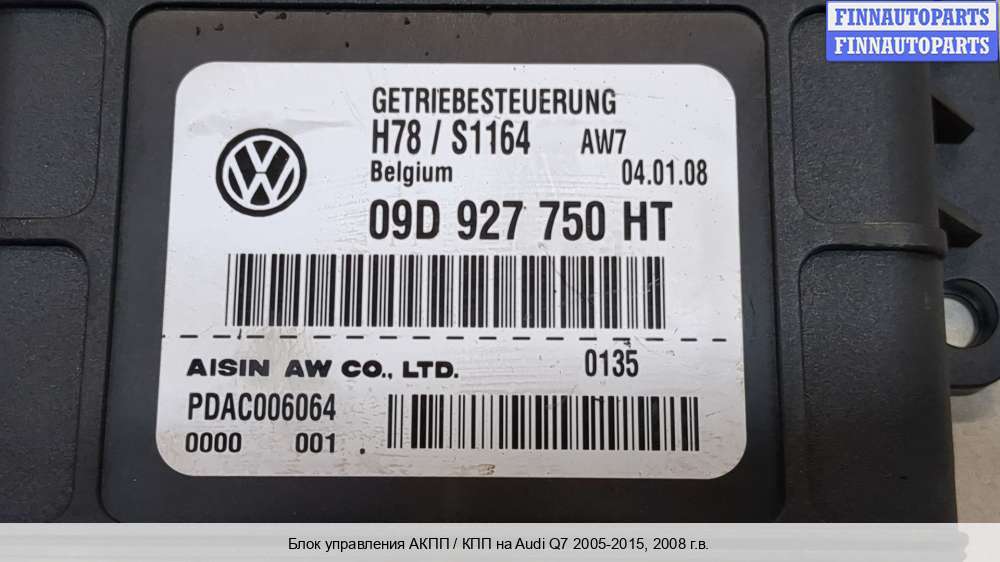 FINNAUTOPARTS
FINNAUTOPARTS
GETRIEBESTEUERUNG
H78 / S1164 AW7
Belgium 04.01.08
09D 927 750 HT
AISIN AW CO., LTD. 0135
PDAC006064
0000 001
Блок управления АКПП / КПП на Audi Q7 2005-2015, 2008 г.в.